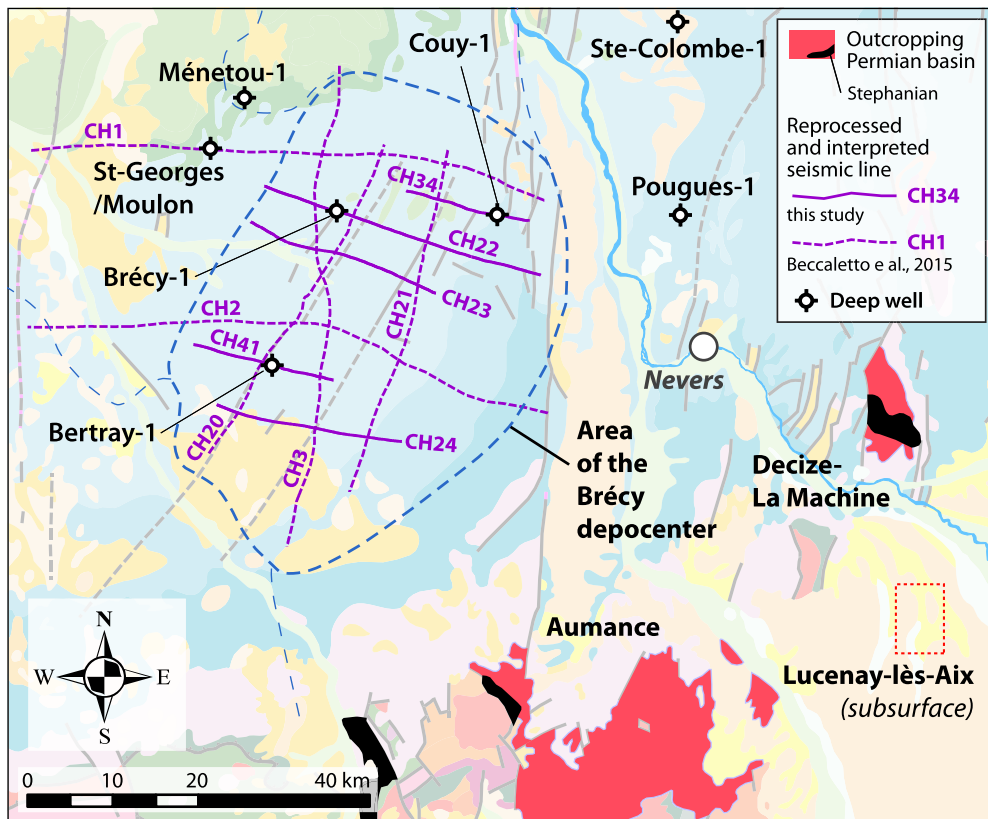 Couy-1
Ste-Colombe-1
Ménetou-1
CH1
St-Georges
/Moulon
CH34
Pougues-1
Brécy-1
CH22
CH23
CH21
CH2
CH41
Nevers
Bertray-1
CH20
CH3
CH24
Area
of the
Brécy
depocenter
Decize-
La Machine
Aumance
Lucenay-lès-Aix
(subsurface)
Outcropping
Permian basin
Stephanian
Reprocessed
and interpreted
seismic line
CH34
this study
CH1
Beccaletto e al., 2015
Deep well
N
W E
S
0 10 20 40 km